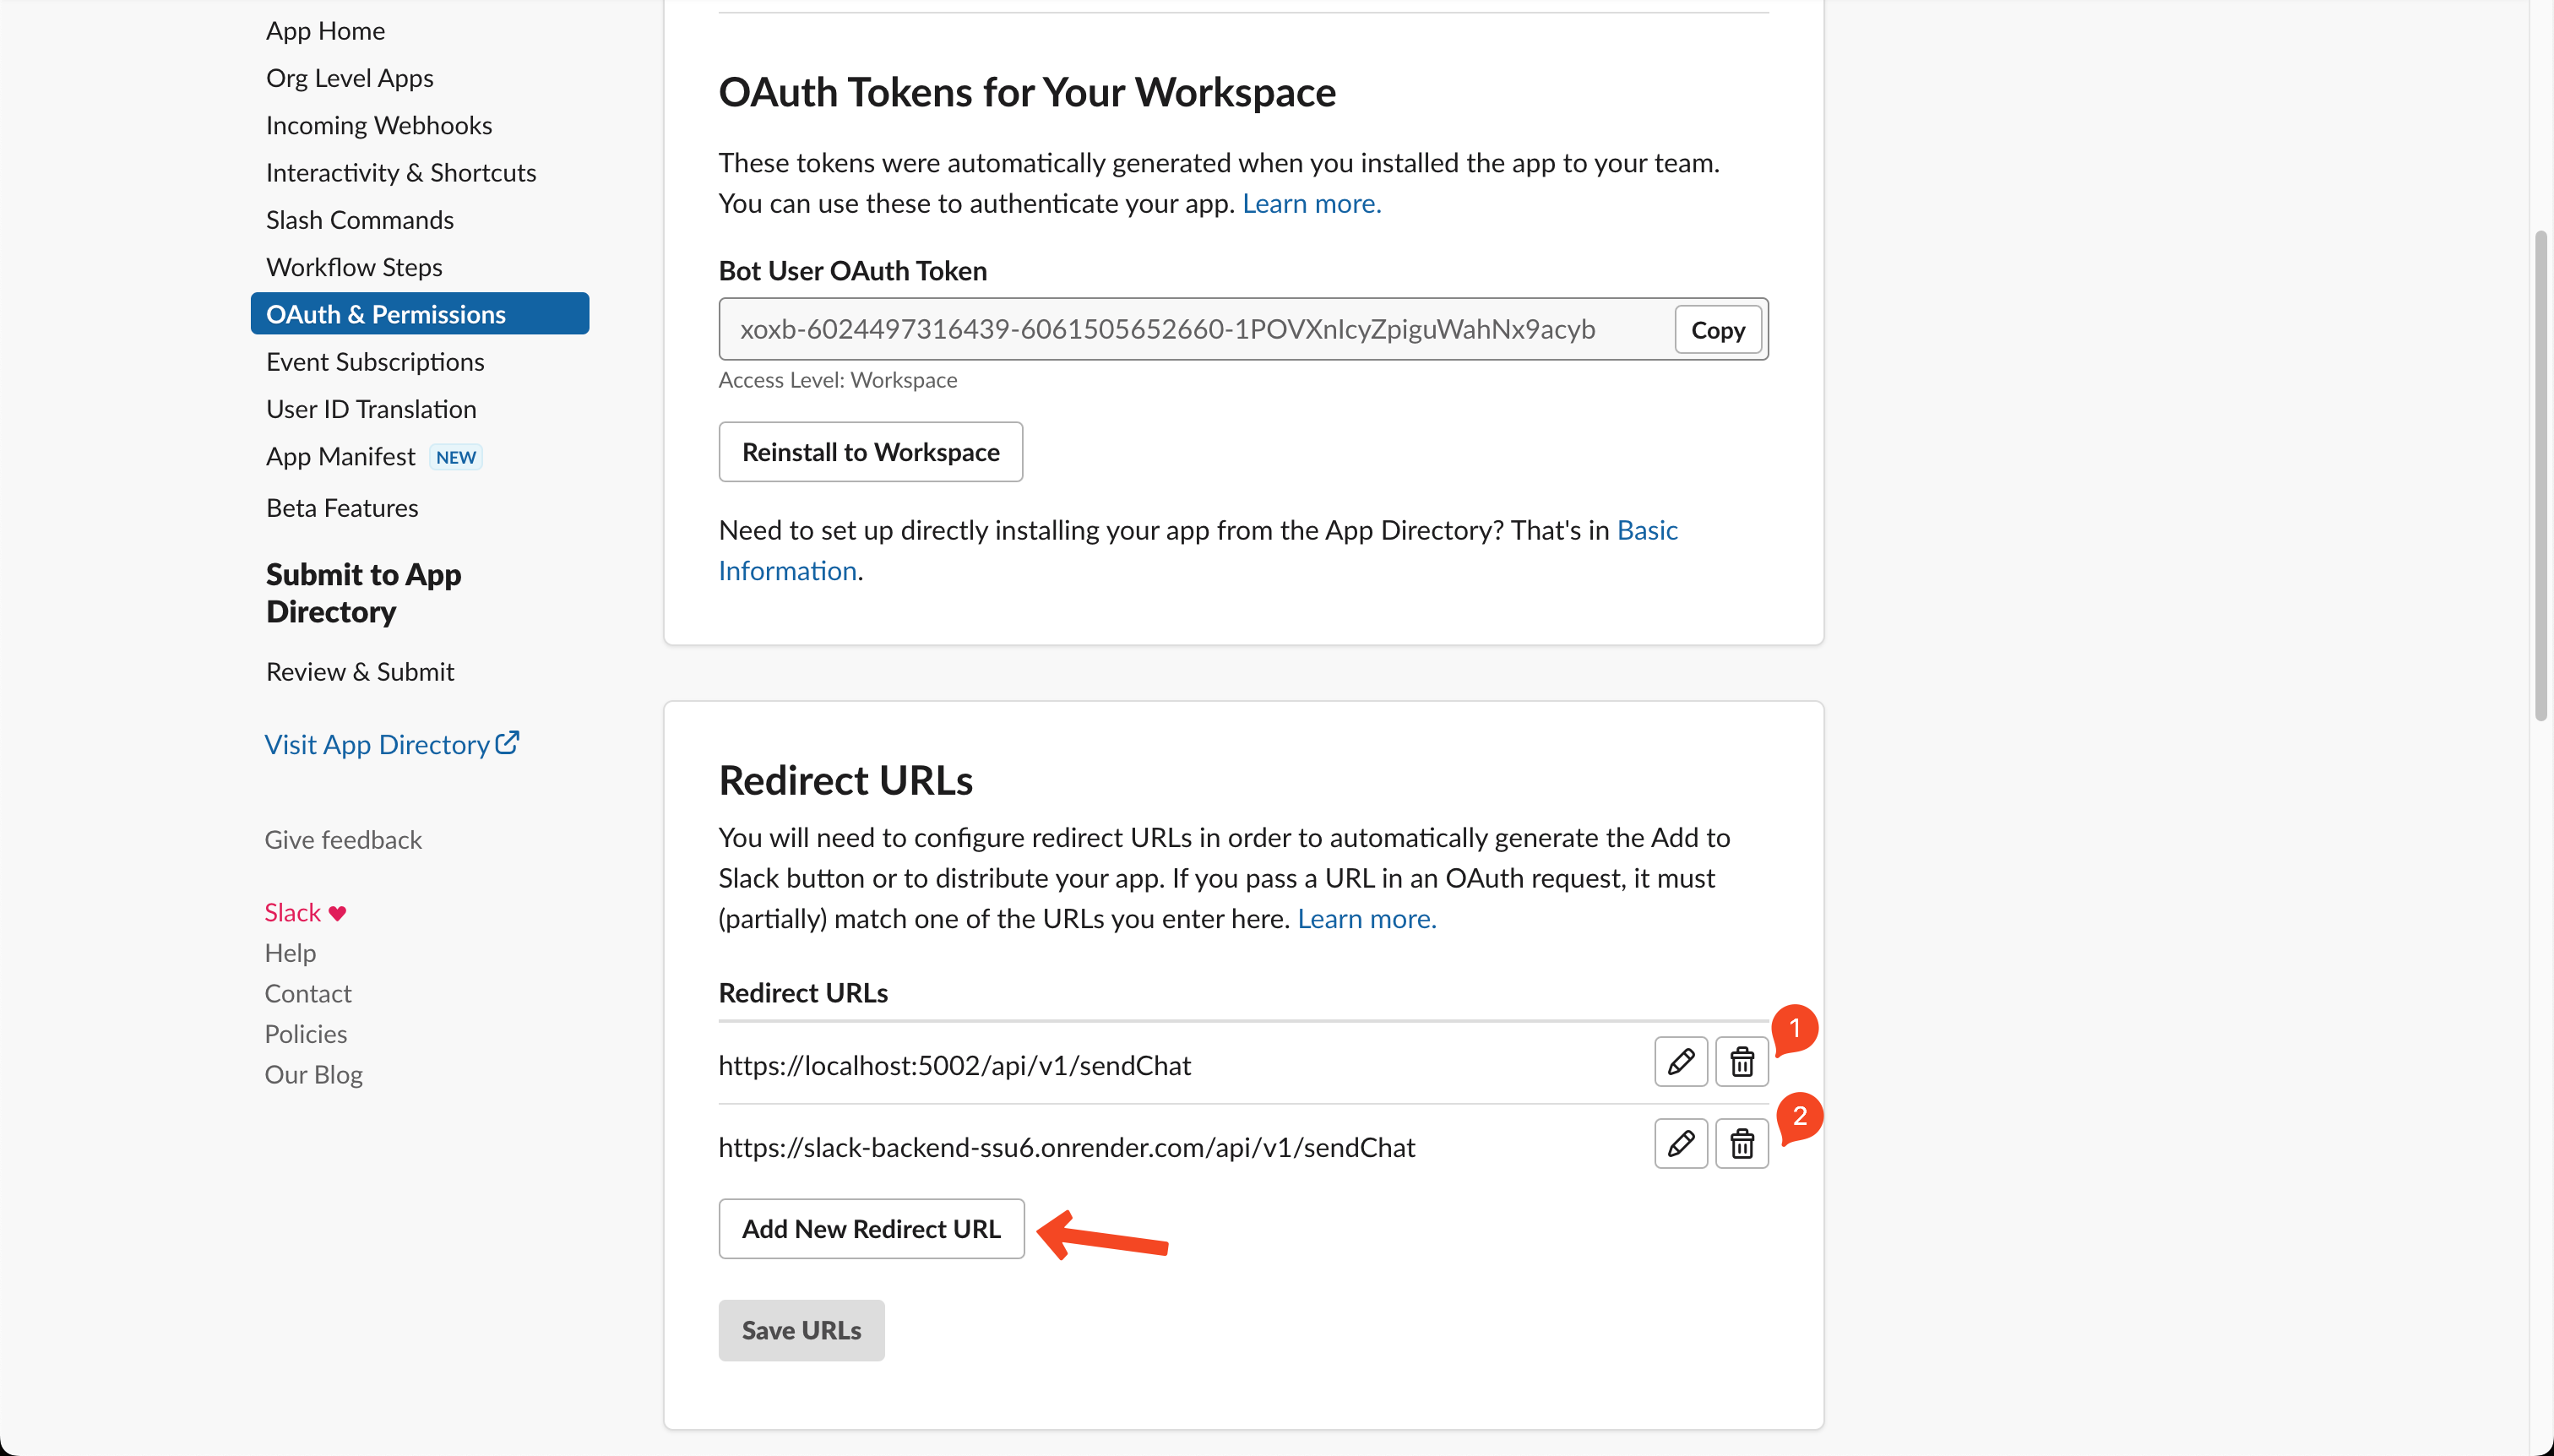 App Home
Org Level Apps
Incoming Webhooks
Interactivity & Shortcuts
Slash Commands
Workflow Steps
OAuth & Permissions
Event Subscriptions
User ID Translation
App Manifest NEW
Beta Features
Submit to App
Directory
Review & Submit
Visit App Directory
Give feedback
Slack
Help
Contact
Policies
Our Blog
OAuth Tokens for Your Workspace
These tokens were automatically generated when you installed the app to your team.
You can use these to authenticate your app. Learn more.
Bot User OAuth Token
xoxb-6024497316439-6061505652660-1POVXnIcyZpiguWahNx9acyb
Copy
Access Level: Workspace
Reinstall to Workspace
Need to set up directly installing your app from the App Directory? That's in Basic
Information.
Redirect URLs
You will need to configure redirect URLs in order to automatically generate the Add to
Slack button or to distribute your app. If you pass a URL in an OAuth request, it must
(partially) match one of the URLs you enter here. Learn more.
Redirect URLs
1
https://localhost:5002/api/v1/sendChat
2
https://slack-backend-ssu6.onrender.com/api/v1/sendChat
Add New Redirect URL
Save URLs